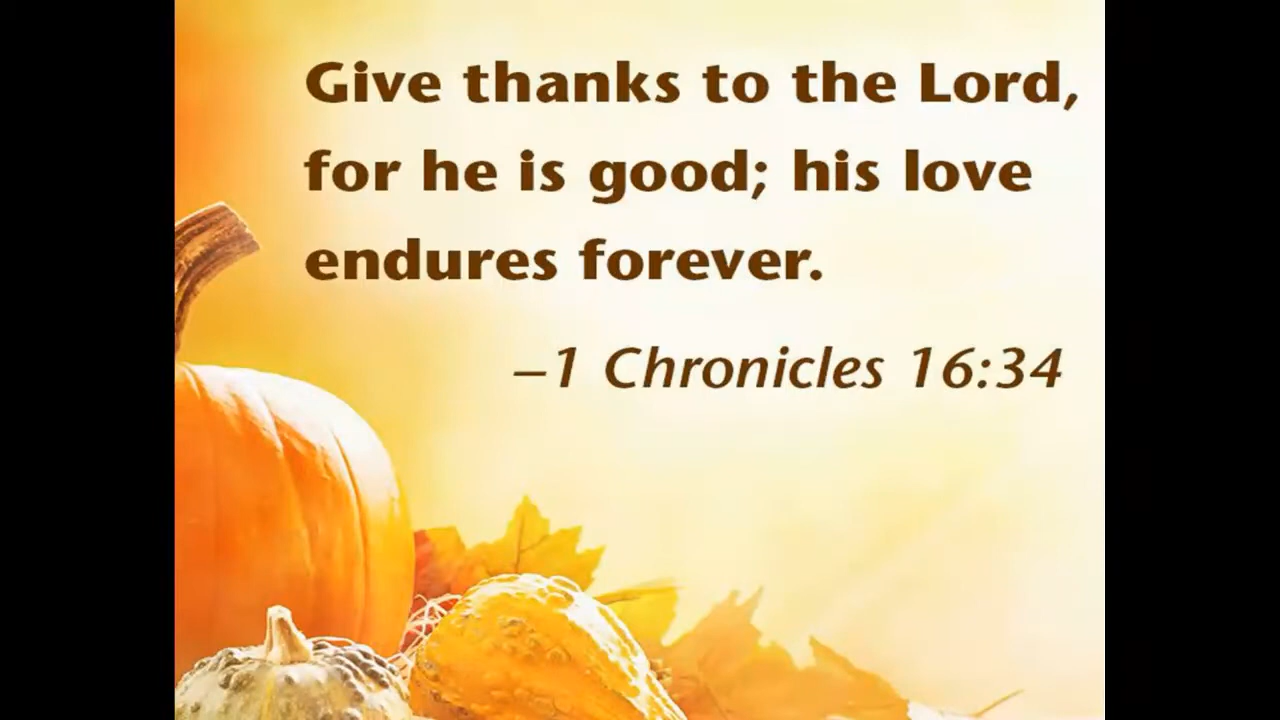 Give thanks to the Lord,
for he is good; his love
endures forever.
–1 Chronicles 16:34